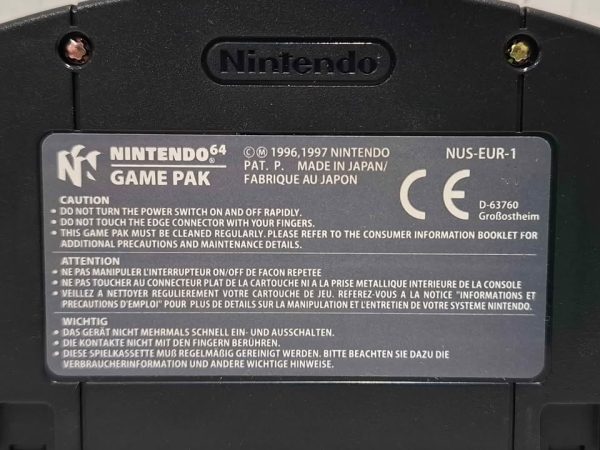 Nintendo
NINTENDO 64 ®
GAME PAK
© Ⓜ 1996,1997 NINTENDO
PAT. P. MADE IN JAPAN/
FABRIQUE AU JAPON
NUS-EUR-1
CE
D-63760
Großostheim
CAUTION
• DO NOT TURN THE POWER SWITCH ON AND OFF RAPIDLY.
• DO NOT TOUCH THE EDGE CONNECTOR WITH YOUR FINGERS.
• THIS GAME PAK MUST BE CLEANED REGULARLY. PLEASE REFER TO THE CONSUMER INFORMATION BOOKLET FOR
ADDITIONAL PRECAUTIONS AND MAINTENANCE DETAILS.
ATTENTION
• NE PAS MANIPULER L'INTERRUPTEUR ON/OFF DE FACON REPETEE
• NE PAS TOUCHER AU CONNECTEUR PLAT DE LA CARTOUCHE NI A LA PRISE METALLIQUE INTERIEURE DE LA CONSOLE
• VEILLEZ A NETTOYER REGULIEREMENT VOTRE CARTOUCHE DE JEU. REFEREZ-VOUS A LA NOTICE "INFORMATIONS ET
PRECAUTIONS D'EMPLOI" POUR PLUS DE DETAILS SUR LA MANIPULATION ET L'ENTRETIEN DE VOTRE SYSTEME NINTENDO.
WICHTIG
• DAS GERÄT NICHT MEHRMALS SCHNELL EIN- UND AUSSCHALTEN.
• DIE KONTAKTE NICHT MIT DEN FINGERN BERÜHREN.
• DIESE SPIELKASSETTE MUß REGELMÄßIG GEREINIGT WERDEN. BITTE BEACHTEN SIE DAZU DIE
VERBRAUCHERINFORMATION UND ANDERE WICHTIGE HINWEISE.